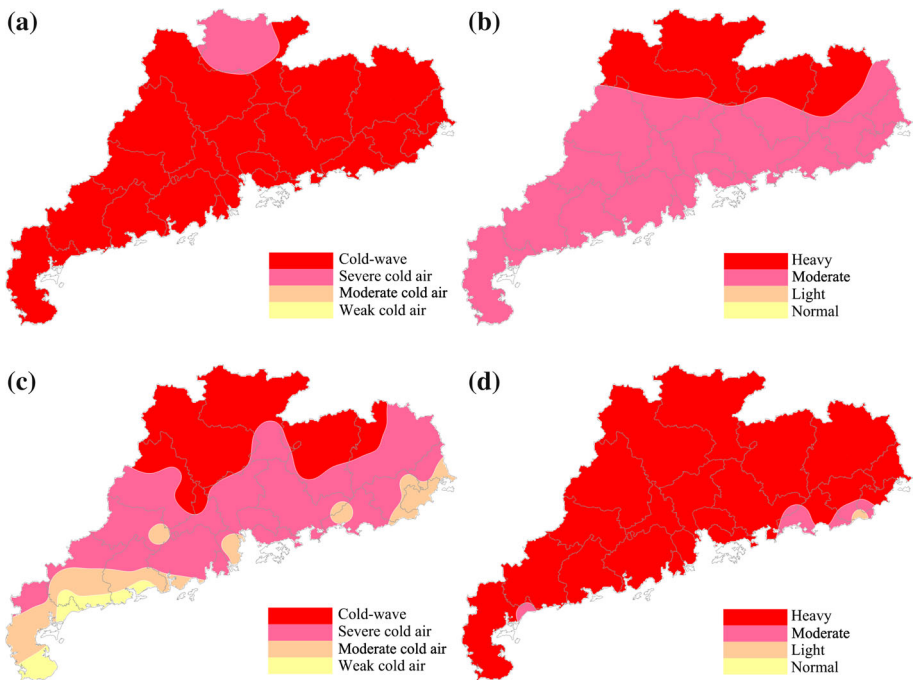 (a)
Cold-wave
Severe cold air
Moderate cold air
Weak cold air
(b)
Heavy
Moderate
Light
Normal
(c)
Cold-wave
Severe cold air
Moderate cold air
Weak cold air
(d)
Heavy
Moderate
Light
Normal